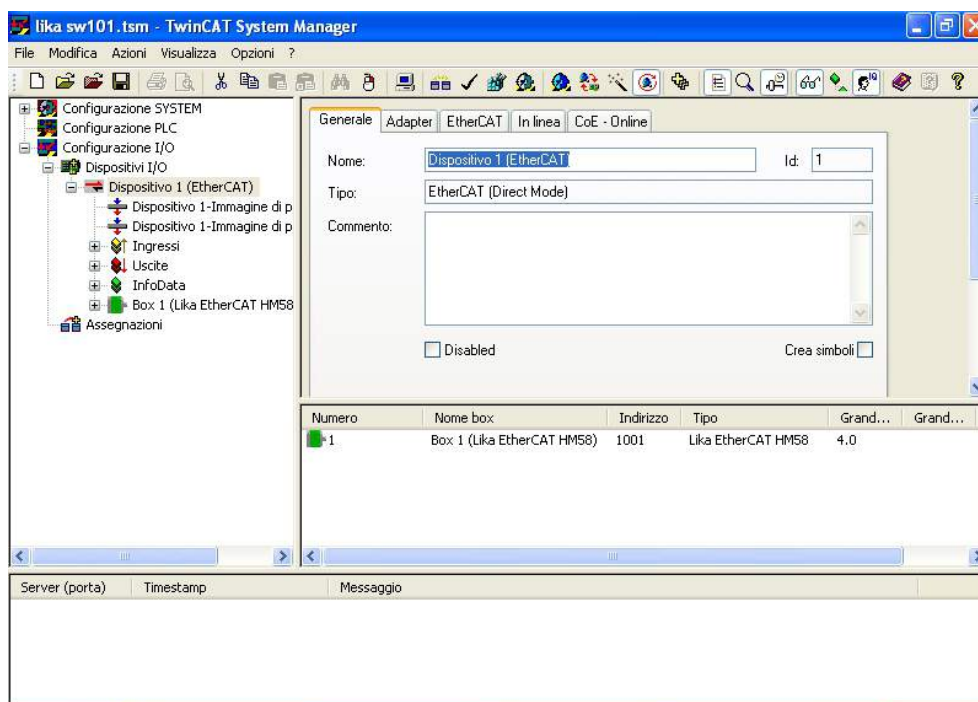 lika sw101.tsm - TwinCAT System Manager
File Modifica Azioni Visualizza Opzioni ?
Configurazione SYSTEM
Configurazione PLC
Configurazione I/O
Dispositivi I/O
Dispositivo 1 (EtherCAT)
Dispositivo 1-Immagine di p
Dispositivo 1-Immagine di p
Ingressi
Uscite
InfoData
Box 1 (Lika EtherCAT HM58
Assegnazioni
Generale Adapter EtherCAT In linea CoE - Online
Nome: Dispositivo 1 (EtherCAT) Id: 1
Tipo: EtherCAT (Direct Mode)
Commento:
Disabled Crea simboli
Numero Nome box Indirizzo Tipo Grand... Grand...
1 Box 1 (Lika EtherCAT HM58) 1001 Lika EtherCAT HM58 4.0
Server (porta) Timestamp Messaggio